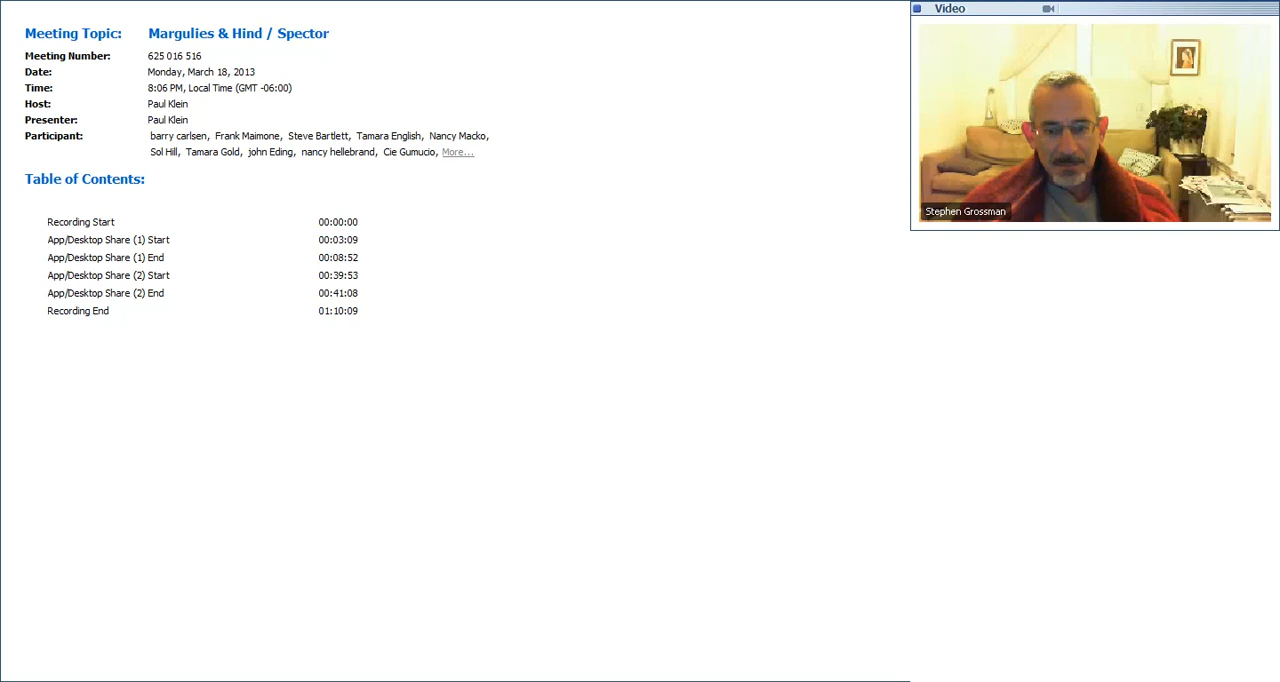 Meeting Topic: Margulies & Hind / Spector
Meeting Number: 625 016 516
Date: Monday, March 18, 2013
Time: 8:06 PM, Local Time (GMT -06:00)
Host: Paul Klein
Presenter: Paul Klein
Participant: barry carlsen, Frank Maimone, Steve Bartlett, Tamara English, Nancy Macko,
Sol Hill, Tamara Gold, john Eding, nancy hellebrand, Cie Gumucio, More...
Table of Contents:
Recording Start 00:00:00
App/Desktop Share (1) Start 00:03:09
App/Desktop Share (1) End 00:08:52
App/Desktop Share (2) Start 00:39:53
App/Desktop Share (2) End 00:41:08
Recording End 01:10:09
Video
Stephen Grossman